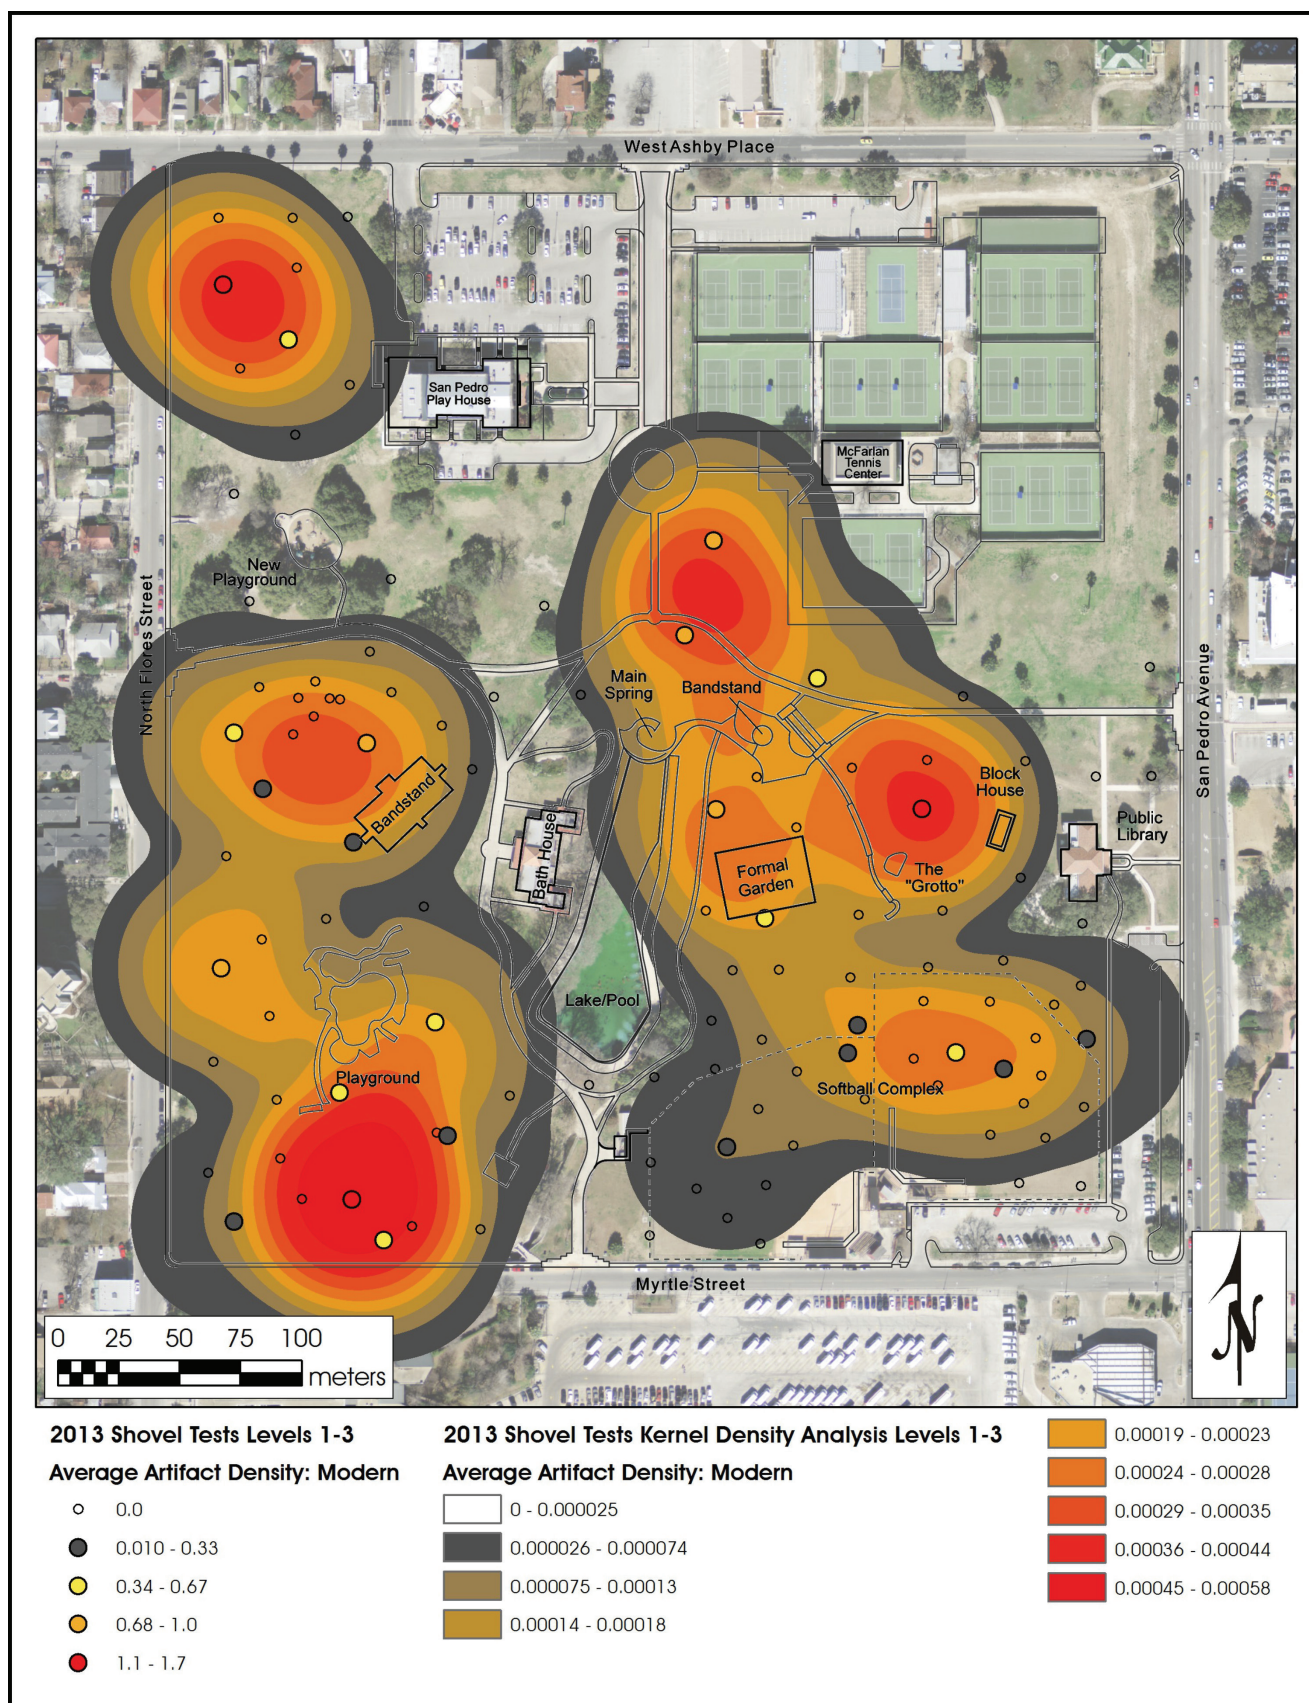 West Ashby Place
San Pedro
Play House
McFarlan
Tennis
Center
New
Playground
North Flores Street
San Pedro Avenue
Main
Spring
Bandstand
Bandstand
Block
House
Public
Library
Bath House
Formal
Garden
The
"Grotto"
Lake/Pool
Playground
Softball Complex
Myrtle Street
N
0 25 50 75 100
meters
2013 Shovel Tests Levels 1-3
Average Artifact Density: Modern
0.0
0.010 - 0.33
0.34 - 0.67
0.68 - 1.0
1.1 - 1.7
2013 Shovel Tests Kernel Density Analysis Levels 1-3
Average Artifact Density: Modern
0 - 0.000025
0.000026 - 0.000074
0.000075 - 0.00013
0.00014 - 0.00018
0.00019 - 0.00023
0.00024 - 0.00028
0.00029 - 0.00035
0.00036 - 0.00044
0.00045 - 0.00058